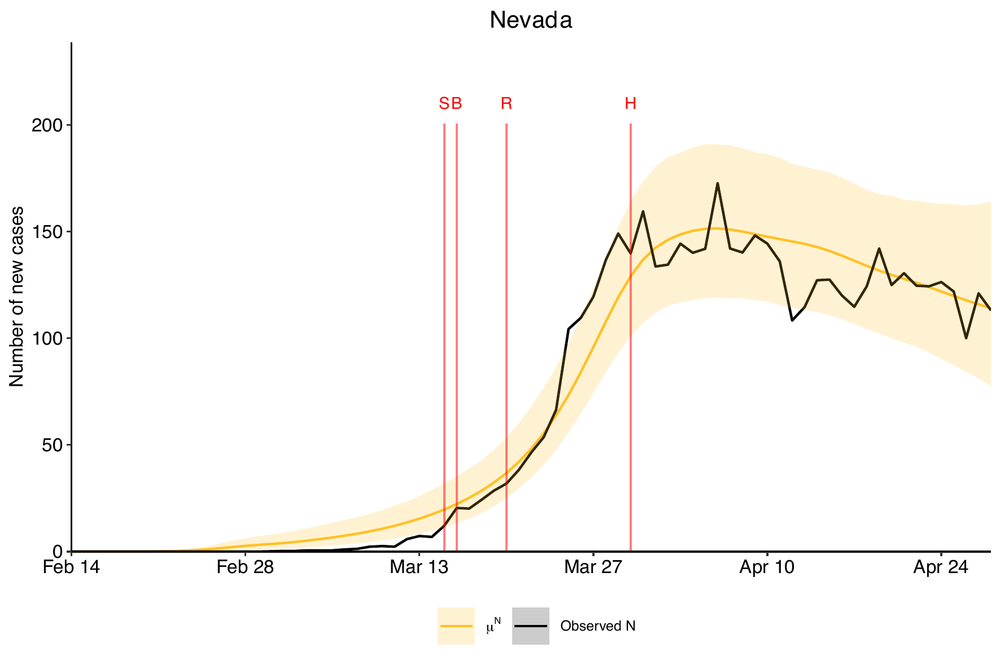 Nevada
Number of new cases
200
150
100
50
0
S B R H
Feb 14 Feb 28 Mar 13 Mar 27 Apr 10 Apr 24
μN Observed N